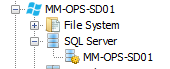 MM-OPS-SD01
File System
SQL Server
MM-OPS-SD01